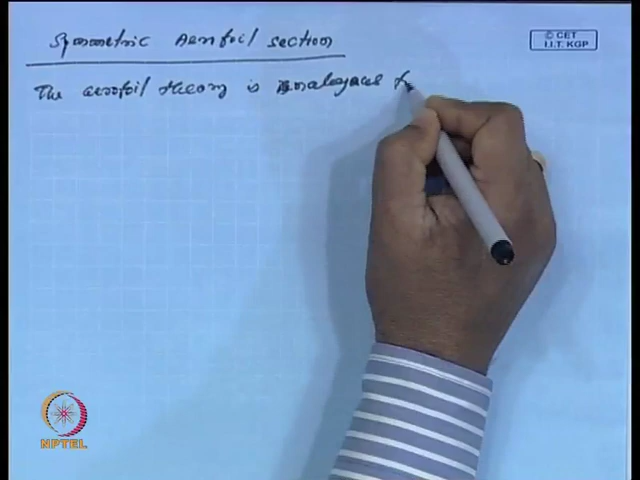 Symmetric Aerofoil section
© CET
I.I.T. KGP
The aerofoil theory is analogous t
NPTEL